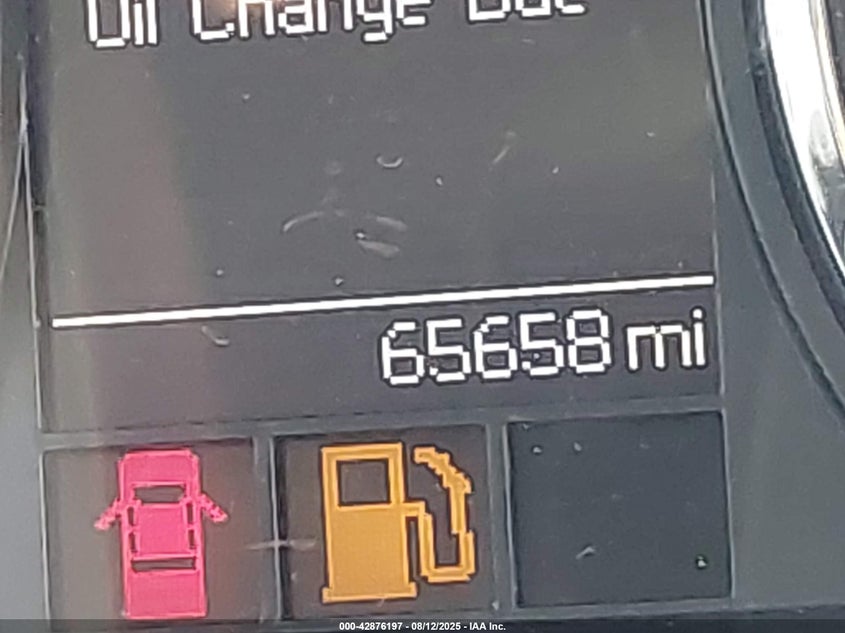 Oil Change Due
65658 mi
000-42876197 - 08/12/2025 - IAA Inc.